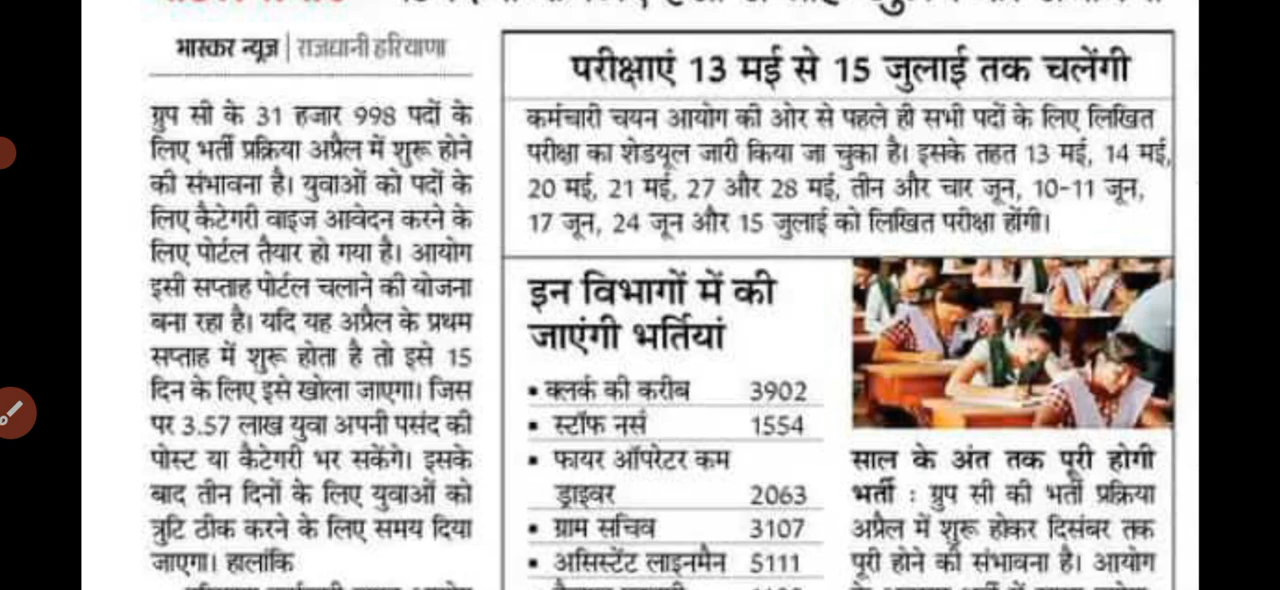 भास्कर न्यूज | राजधानी हरियाणा
ग्रुप सी के 31 हजार 998 पदों के
लिए भर्ती प्रक्रिया अप्रैल में शुरू होने
की संभावना है। युवाओं को पदों के
लिए कैटेगरी वाइज आवेदन करने के
लिए पोर्टल तैयार हो गया है। आयोग
इसी सप्ताह पोर्टल चलाने की योजना
बना रहा है। यदि यह अप्रैल के प्रथम
सप्ताह में शुरू होता है तो इसे 15
दिन के लिए इसे खोला जाएगा। जिस
पर 3.57 लाख युवा अपनी पसंद की
पोस्ट या कैटेगरी भर सकेंगे। इसके
बाद तीन दिनों के लिए युवाओं को
त्रुटि ठीक करने के लिए समय दिया
जाएगा। हालांकि
परीक्षाएं 13 मई से 15 जुलाई तक चलेंगी
कर्मचारी चयन आयोग की ओर से पहले ही सभी पदों के लिए लिखित
परीक्षा का शेडयूल जारी किया जा चुका है। इसके तहत 13 मई, 14 मई,
20 मई, 21 मई, 27 और 28 मई, तीन और चार जून, 10-11 जून,
17 जून, 24 जून और 15 जुलाई को लिखित परीक्षा होंगी।
इन विभागों में की
जाएंगी भर्तियां
▪ क्लर्क की करीब 3902
▪ स्टॉफ नर्स 1554
▪ फायर ऑपरेटर कम
ड्राइवर 2063
▪ ग्राम सचिव 3107
▪ असिस्टेंट लाइनमैन 5111
साल के अंत तक पूरी होगी
भर्ती : ग्रुप सी की भर्ती प्रक्रिया
अप्रैल में शुरू होकर दिसंबर तक
पूरी होने की संभावना है। आयोग